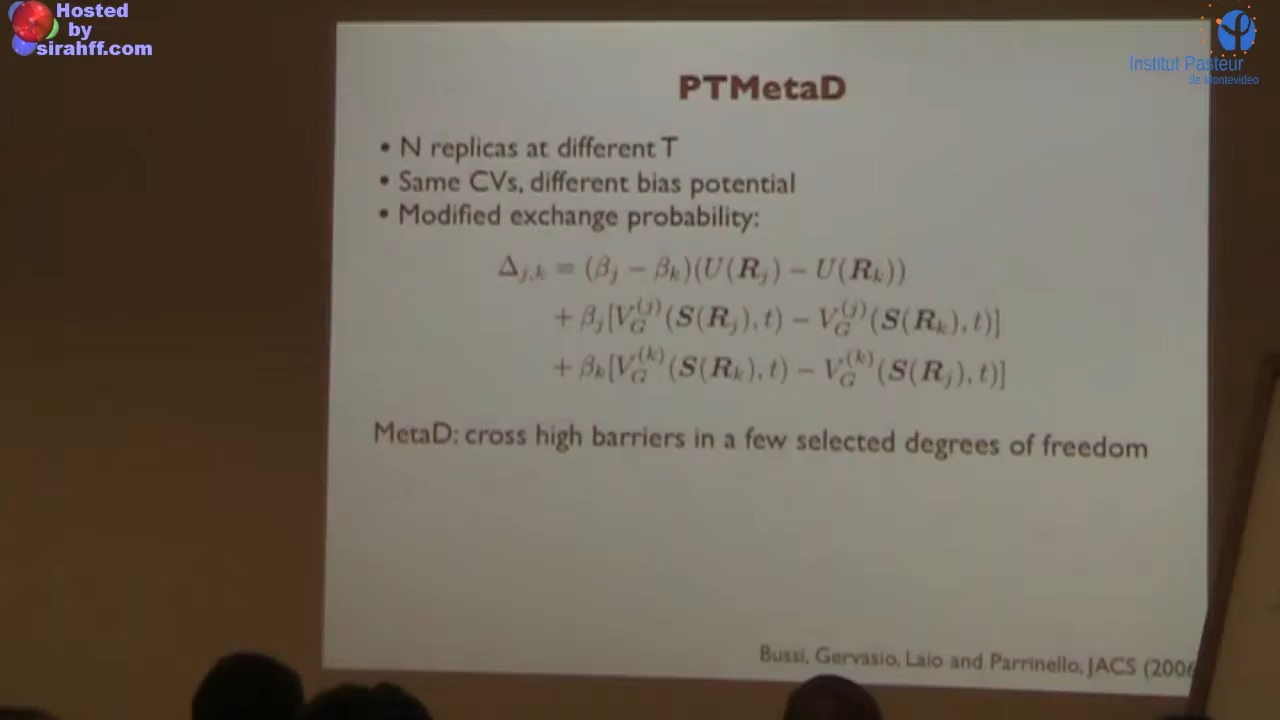 Hosted
by
sirahff.com
Institut Pasteur
de Montevideo
PTMetaD
• N replicas at different T
• Same CVs, different bias potential
• Modified exchange probability:
Δ_{j,k} = (β_j − β_k)(U(R_j) − U(R_k))
+ β_j[V_G^{(j)}(S(R_j), t) − V_G^{(j)}(S(R_k), t)]
+ β_k[V_G^{(k)}(S(R_k), t) − V_G^{(k)}(S(R_j), t)]
MetaD: cross high barriers in a few selected degrees of freedom
Bussi, Gervasio, Laio and Parrinello, JACS (2006